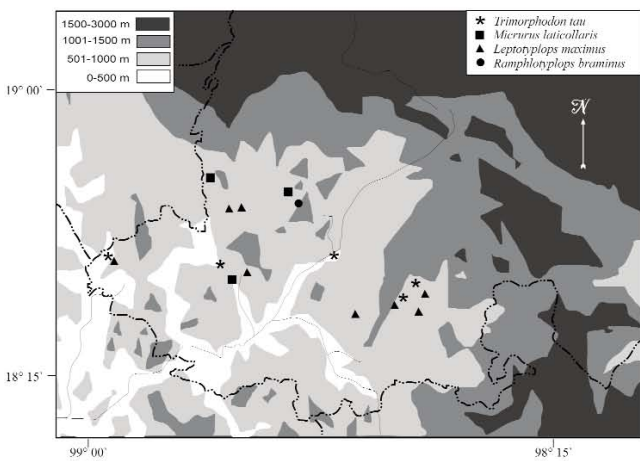 1500-3000 m
1001-1500 m
501-1000 m
0-500 m
* Trimorphodon tau
■ Micrurus laticollaris
▲ Leptotyplops maximus
● Ramphlotyplops braminus
N
19° 00'
18° 15'
99° 00'
98° 15'